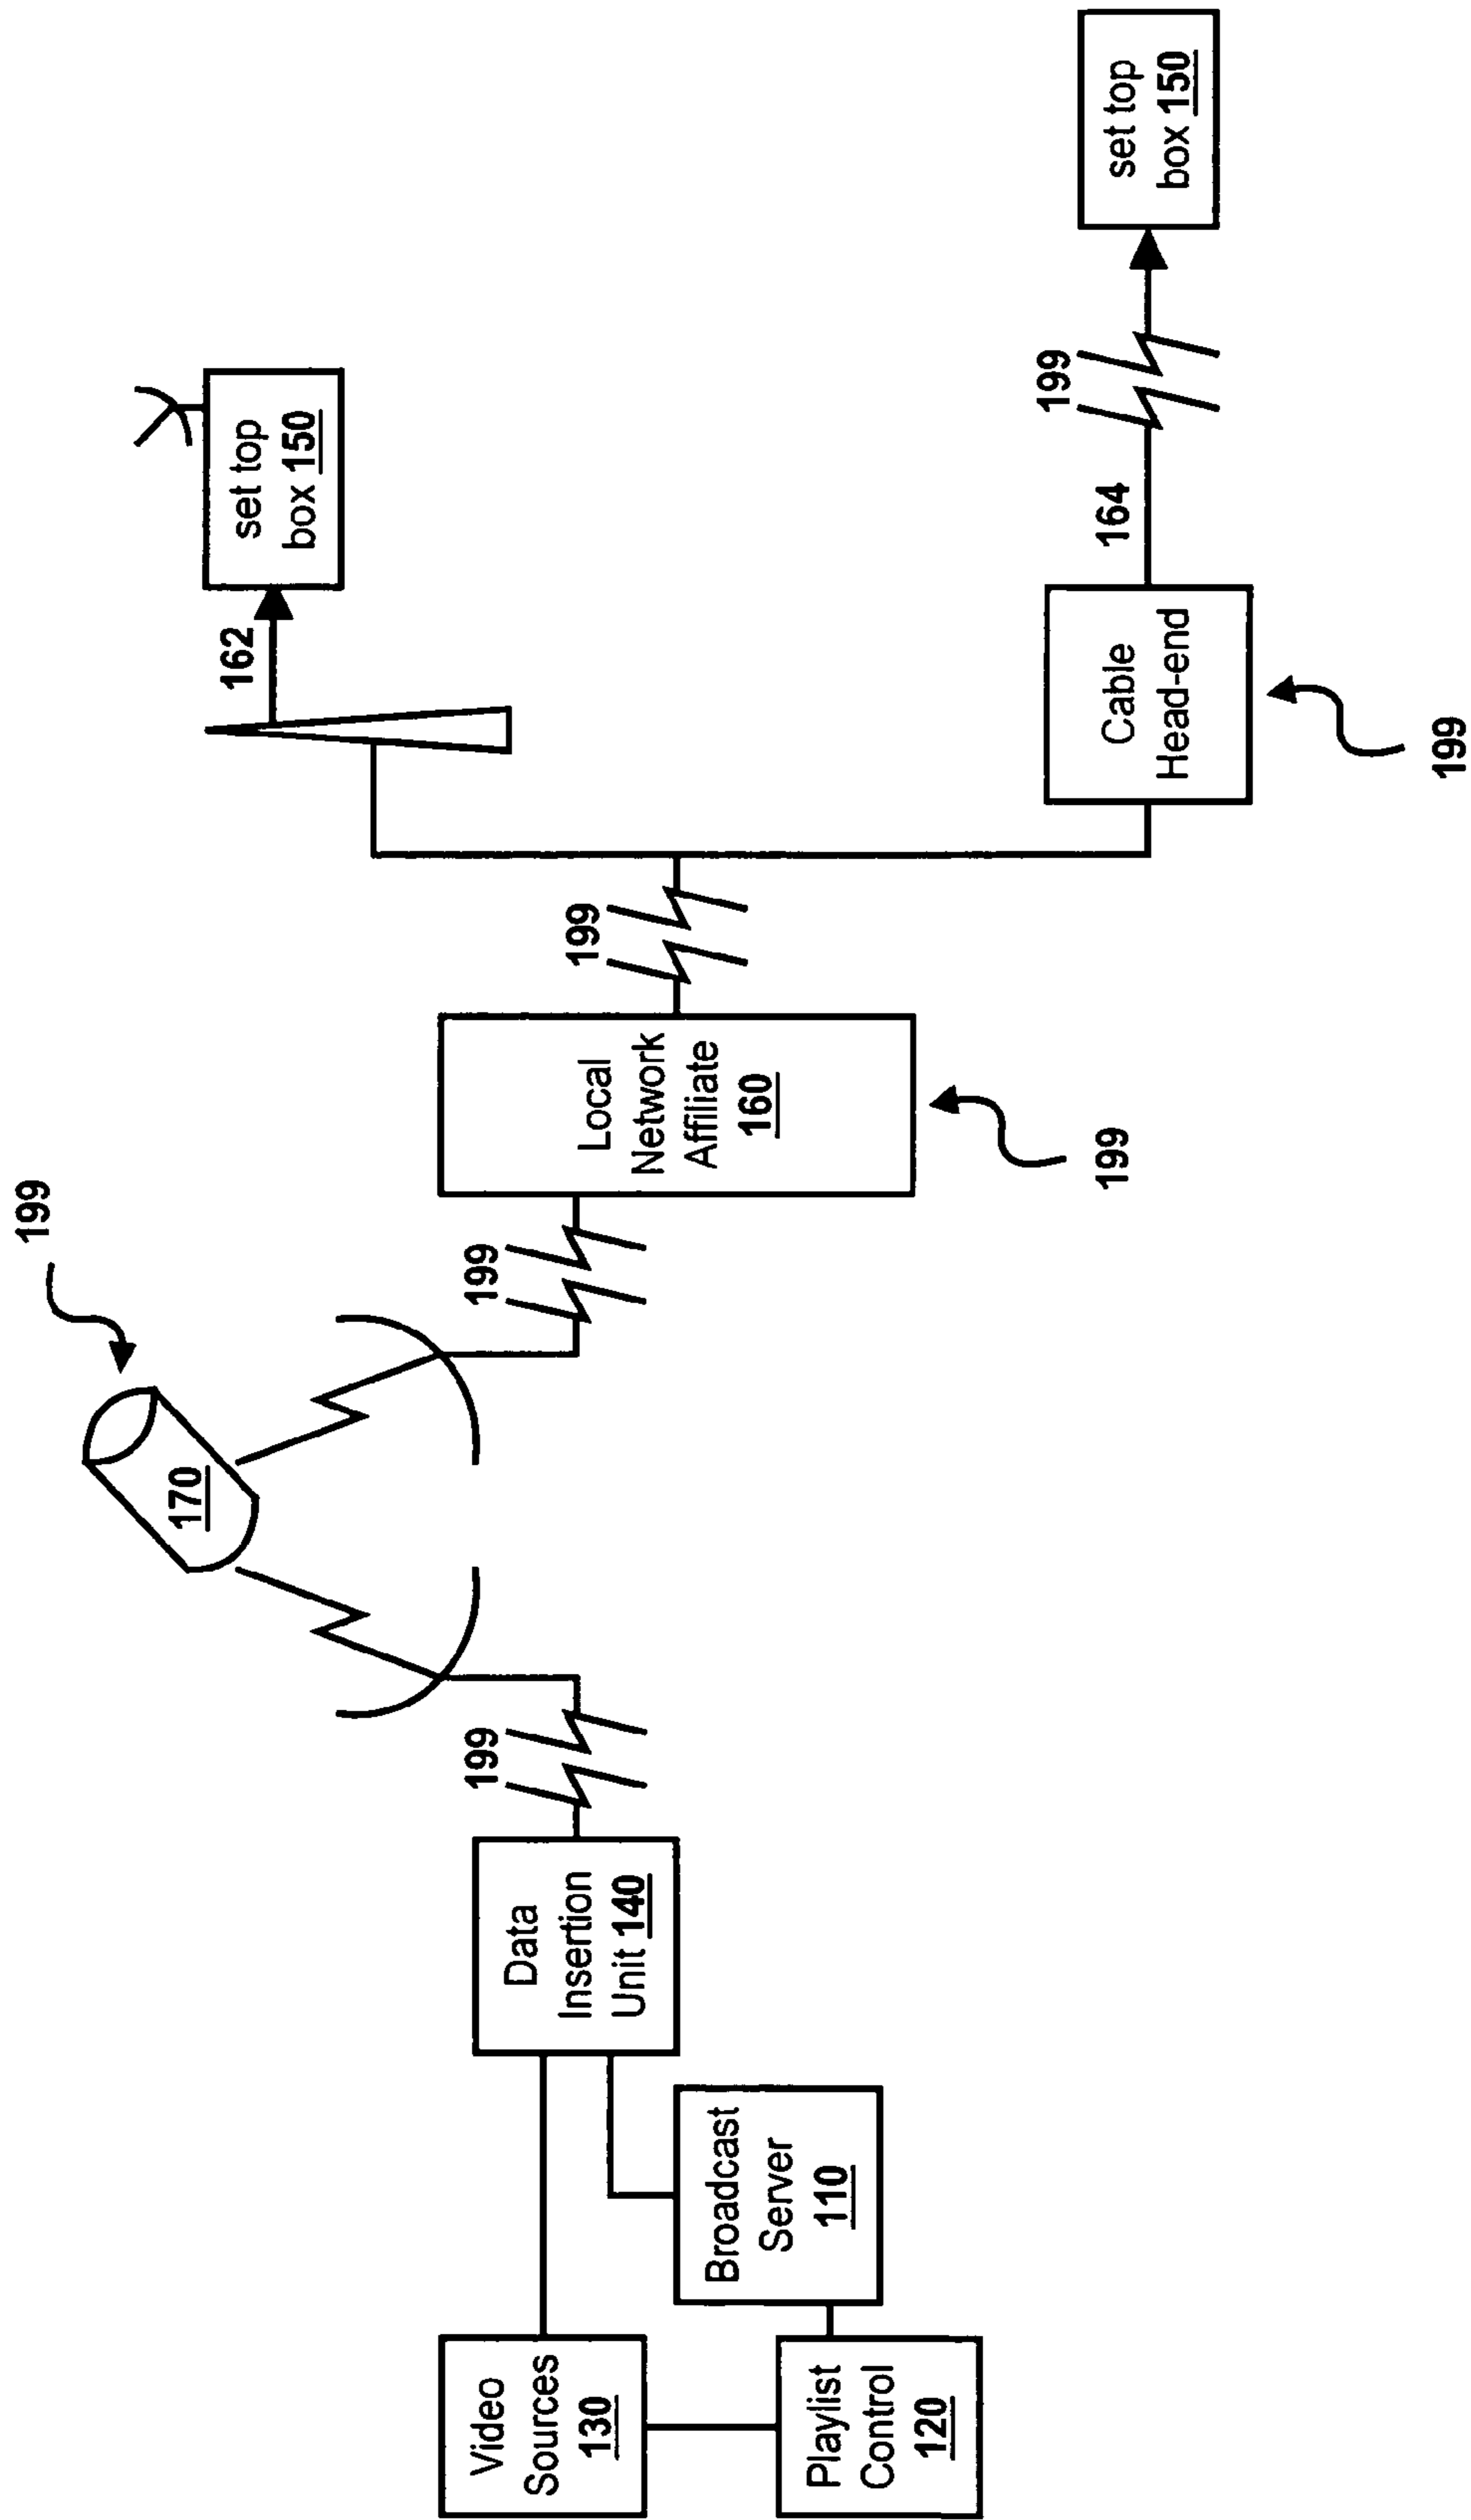 Video
Sources
130
Playlist
Control
120
Broadcast
Server
110
Data
Insertion
Unit 140
199
170
199
199
Local
Network
Affiliate
160
199
199
162
set top
box 150
Cable
Head-end
199
164
199
set top
box 150